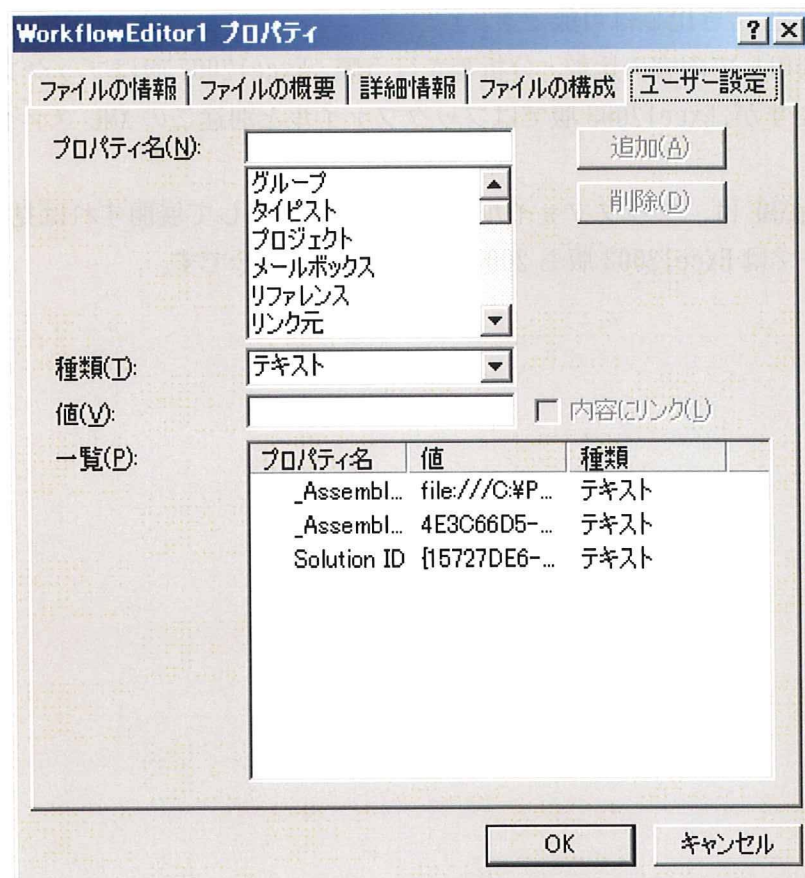 WorkflowEditor1 プロパティ
ファイルの情報 ファイルの概要 詳細情報 ファイルの構成 ユーザー設定
プロパティ名(N):
追加(A)
削除(D)
グループ
タイピスト
プロジェクト
メールボックス
リファレンス
リンク元
種類(T):
テキスト
値(V):
内容にリンク(L)
一覧(P):
プロパティ名 値 種類
_Assembl... file:///C:¥P... テキスト
_Assembl... 4E3C66D5-... テキスト
Solution ID {15727DE6-... テキスト
OK キャンセル